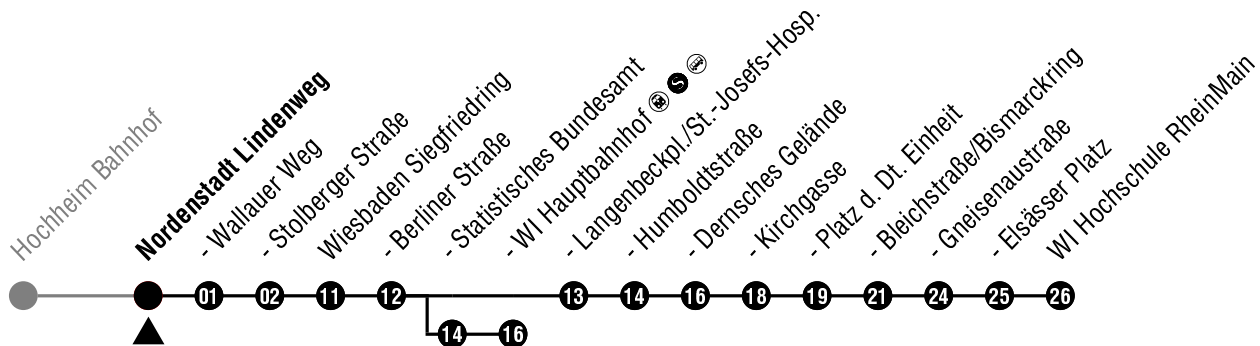 Hochheim Bahnhof
Nordenstadt Lindenweg
- Wallauer Weg
- Stolberger Straße
Wiesbaden Siegfriedring
- Berliner Straße
- Statistisches Bundesamt
- WI Hauptbahnhof S
- Langenbeckpl./St.-Josefs-Hosp.
- Humboldtstraße
- Dernsches Gelände
- Kirchgasse
- Platz d. Dt. Einheit
- Bleichstraße/Bismarckring
- Gneisenaustraße
- Elsässer Platz
WI Hochschule RheinMain
01 02 11 12 13 14 16 18 19 21 24 25 26
14 16